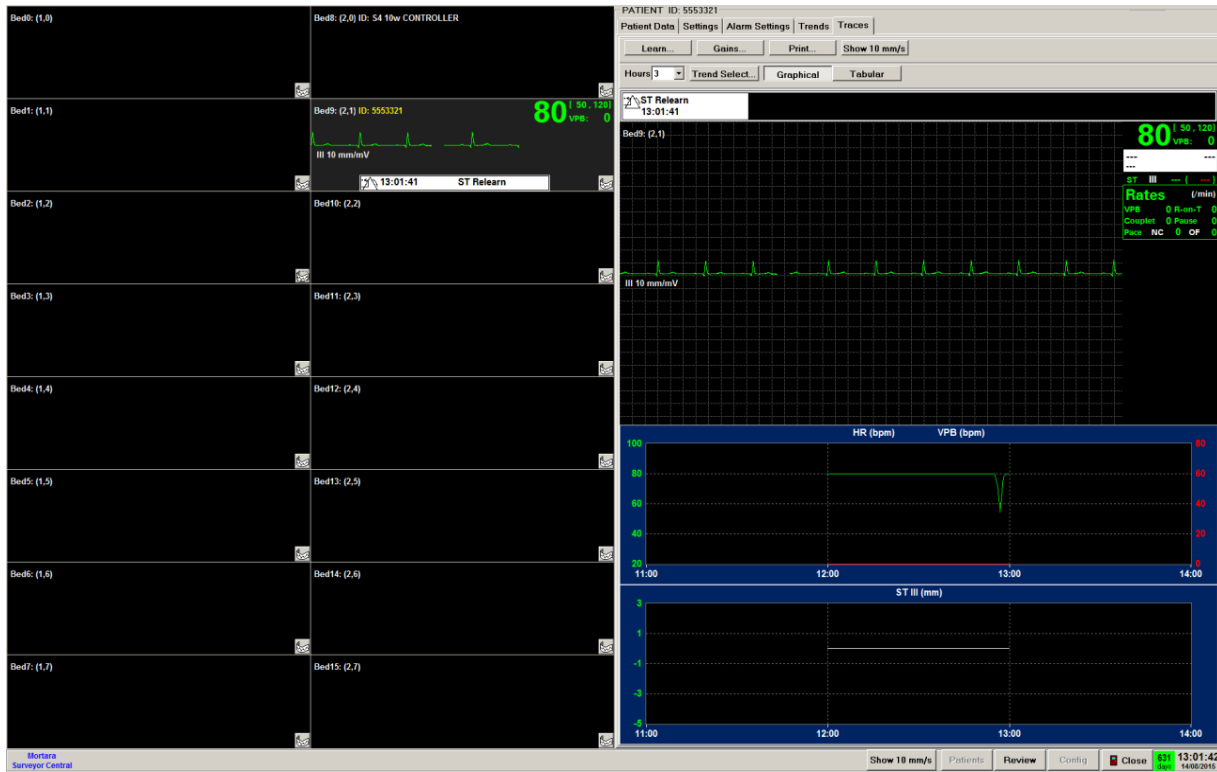 Bed0: (1,0)
Bed8: (2,0) ID: S4 10w CONTROLLER
Bed1: (1,1)
Bed9: (2,1) ID: 5553321
80 [ 50 , 120]
VPB: 0
III 10 mm/mV
13:01:41 ST Relearn
Bed2: (1,2)
Bed10: (2,2)
Bed3: (1,3)
Bed11: (2,3)
Bed4: (1,4)
Bed12: (2,4)
Bed5: (1,5)
Bed13: (2,5)
Bed6: (1,6)
Bed14: (2,6)
Bed7: (1,7)
Bed15: (2,7)
PATIENT ID: 5553321
Patient Data Settings Alarm Settings Trends Traces
Learn... Gains... Print... Show 10 mm/s
Hours 3 Trend Select... Graphical Tabular
ST Relearn
13:01:41
Bed9: (2,1)
80 [ 50 , 120]
VPB: 0
--- ---
---
ST III --- ( --- )
Rates (/min)
VPB 0 R-on-T 0
Couplet 0 Pause 0
Pace NC 0 OF 0
III 10 mm/mV
HR (bpm) VPB (bpm)
100 80
80 60
60 40
40 20
20 0
11:00 12:00 13:00 14:00
ST III (mm)
3
1
-1
-3
-5
11:00 12:00 13:00 14:00
Mortara
Surveyor Central
Show 10 mm/s Patients Review Config Close 631 days 13:01:42
14/08/2015